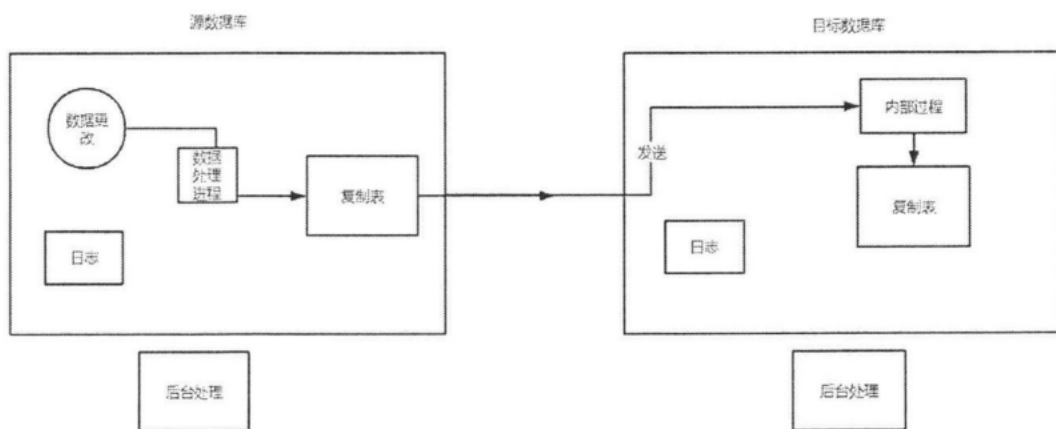 源数据库
目标数据库
数据更
改
数据
处理
进程
复制表
日志
后台处理
发送
内部过程
复制表
日志
后台处理